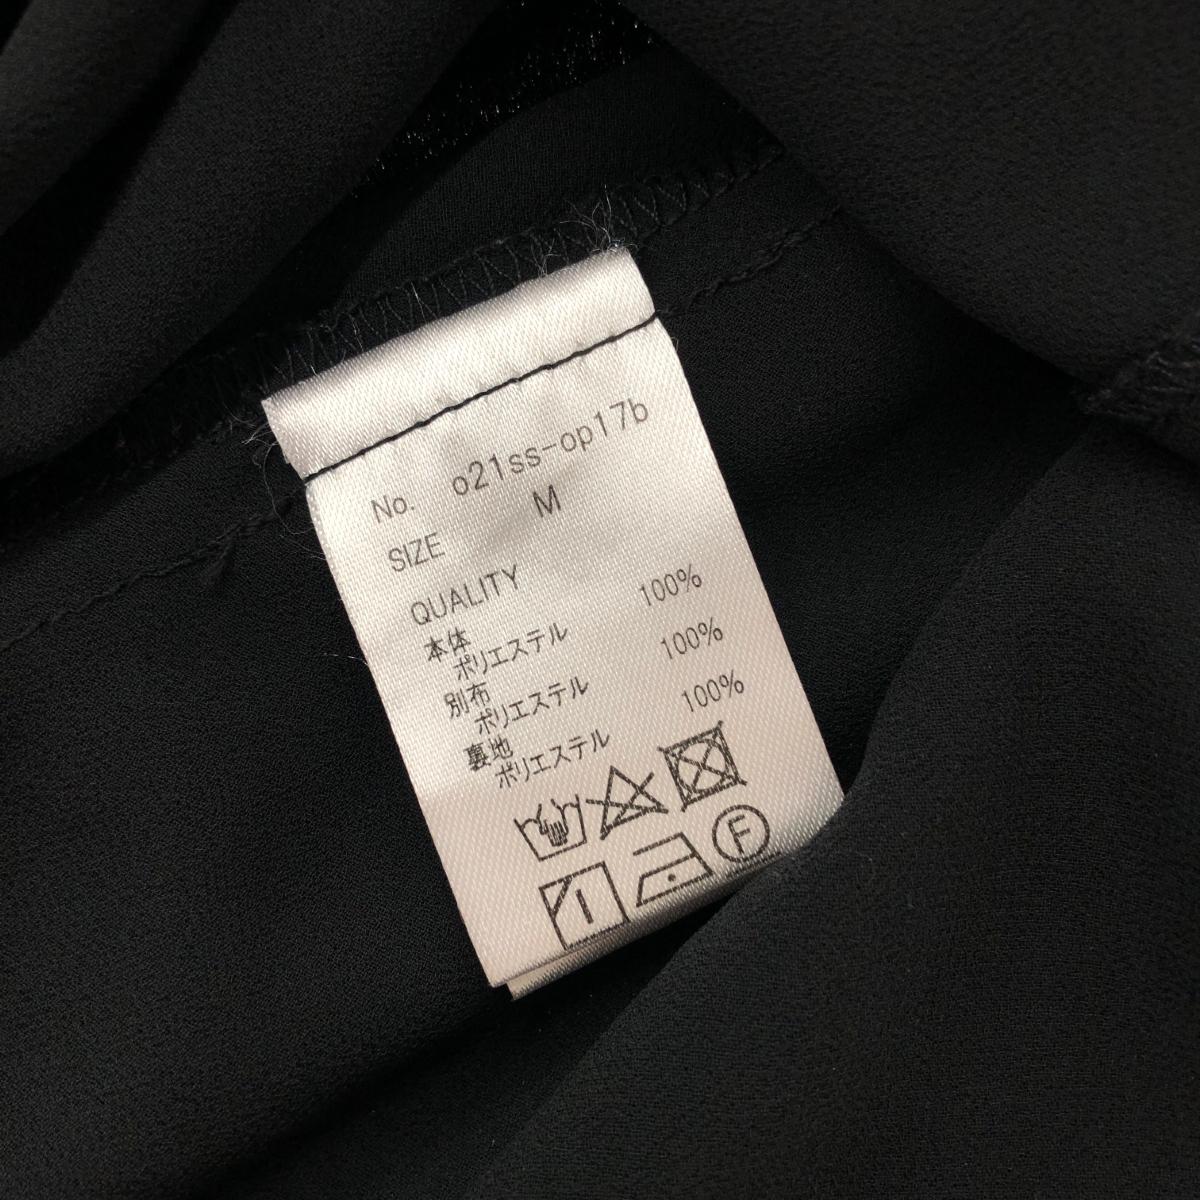 No. o21ss-op17b
SIZE M
QUALITY
本体
ポリエステル 100%
別布
ポリエステル 100%
裏地
ポリエステル 100%
F